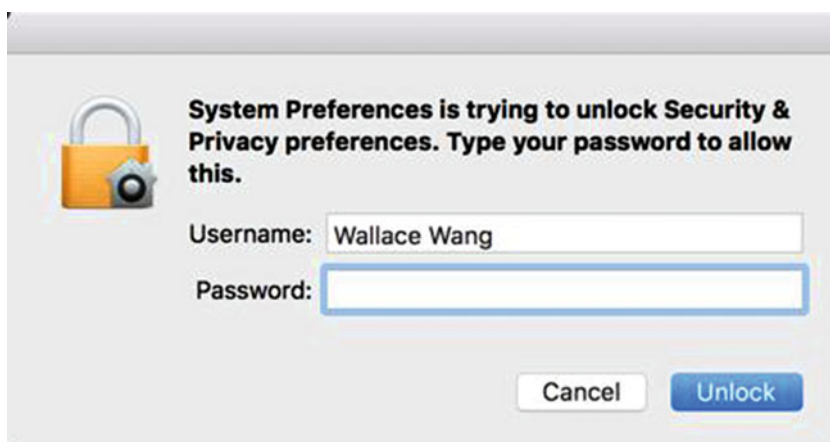 System Preferences is trying to unlock Security &
Privacy preferences. Type your password to allow
this.
Username: Wallace Wang
Password:
Cancel Unlock